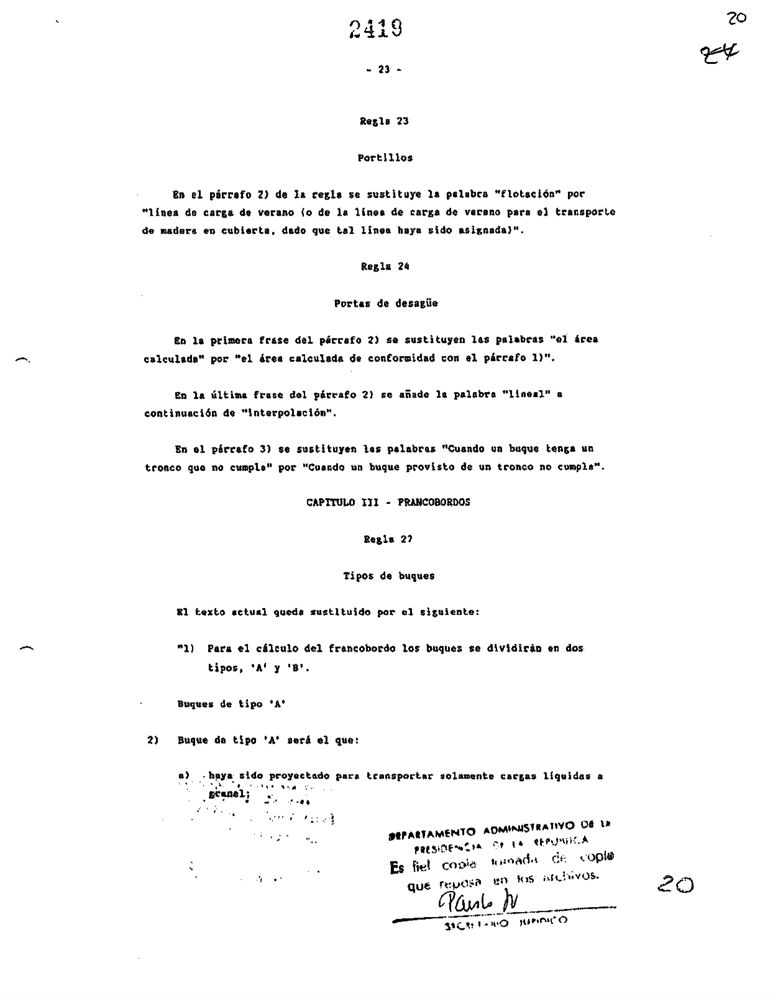 2419
20
24
- 23 -
Regla 23
Portillos
En el párrafo 2) de la regla se sustituye la palabra "flotación" por
"línea de carga de verano (o de la línea de carga de verano para el transporte
de madera en cubierta, dado que tal línea haya sido asignada)".
Regla 24
Portas de desagüe
En la primera frase del párrafo 2) se sustituyen las palabras "el área
calculada" por "el área calculada de conformidad con el párrafo 1)".
En la última frase del párrafo 2) se añade la palabra "lineal" a
continuación de "interpolación".
En el párrafo 3) se sustituyen las palabras "Cuando un buque tenga un
tronco que no cumpla" por "Cuando un buque provisto de un tronco no cumpla".
CAPITULO III - FRANCOBORDOS
Regla 27
Tipos de buques
El texto actual queda sustituido por el siguiente:
"1) Para el cálculo del francobordo los buques se dividirán en dos
tipos, 'A' y 'B'.
Buques de tipo 'A'
2) Buque de tipo 'A' será el que:
a) haya sido proyectado para transportar solamente cargas líquidas a
granel;
DEPARTAMENTO ADMINISTRATIVO DE LA
PRESIDENCIA DE LA REPUBLICA
Es fiel copia tomada de copia
que reposa en los archivos.
SECRETARIO JURIDICO
20